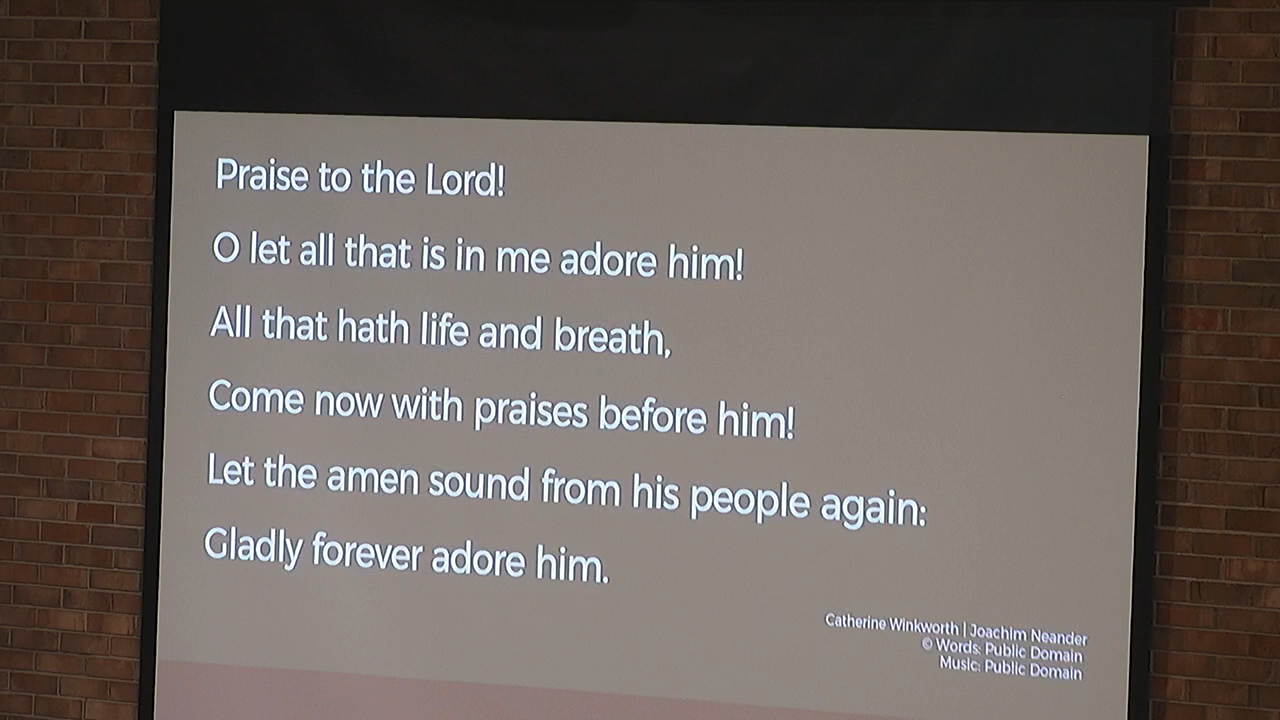 Praise to the Lord!
O let all that is in me adore him!
All that hath life and breath,
Come now with praises before him!
Let the amen sound from his people again:
Gladly forever adore him.
Catherine Winkworth | Joachim Neander
© Words: Public Domain
Music: Public Domain